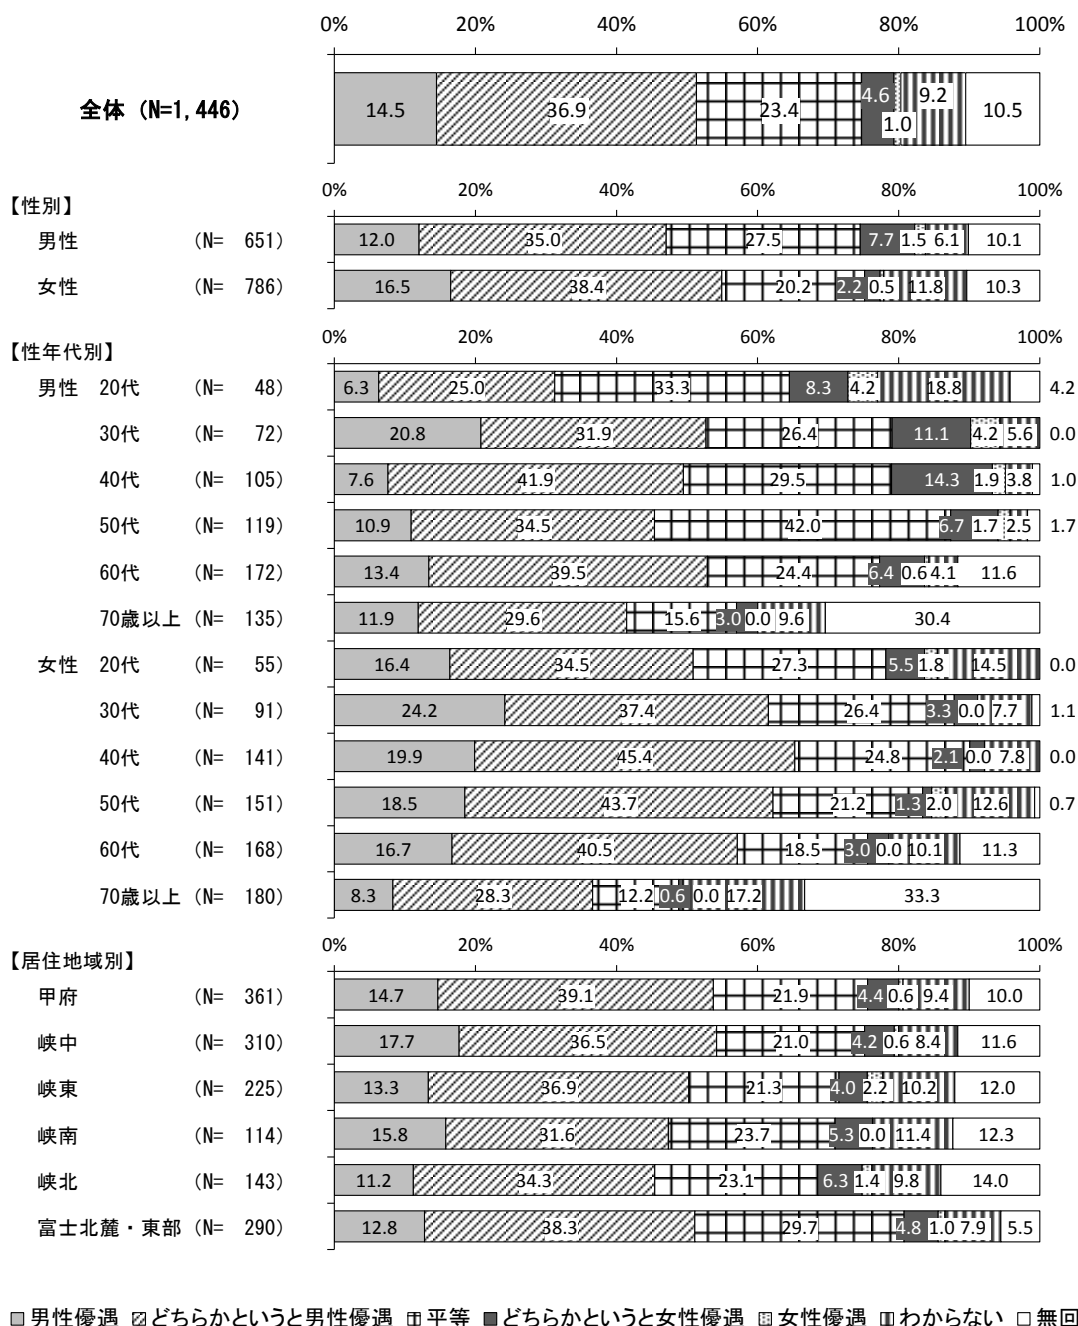 0% 20% 40% 60% 80% 100%
全体 (N=1,446) 14.5 36.9 23.4 4.6 1.0 9.2 10.5
【性別】 0% 20% 40% 60% 80% 100%
男性 (N= 651) 12.0 35.0 27.5 7.7 1.5 6.1 10.1
女性 (N= 786) 16.5 38.4 20.2 2.2 0.5 11.8 10.3
【性年代別】 0% 20% 40% 60% 80% 100%
男性 20代 (N= 48) 6.3 25.0 33.3 8.3 4.2 18.8 4.2
30代 (N= 72) 20.8 31.9 26.4 11.1 4.2 5.6 0.0
40代 (N= 105) 7.6 41.9 29.5 14.3 1.9 3.8 1.0
50代 (N= 119) 10.9 34.5 42.0 6.7 1.7 2.5 1.7
60代 (N= 172) 13.4 39.5 24.4 6.4 0.6 4.1 11.6
70歳以上 (N= 135) 11.9 29.6 15.6 3.0 0.0 9.6 30.4
女性 20代 (N= 55) 16.4 34.5 27.3 5.5 1.8 14.5 0.0
30代 (N= 91) 24.2 37.4 26.4 3.3 0.0 7.7 1.1
40代 (N= 141) 19.9 45.4 24.8 2.1 0.0 7.8 0.0
50代 (N= 151) 18.5 43.7 21.2 1.3 2.0 12.6 0.7
60代 (N= 168) 16.7 40.5 18.5 3.0 0.0 10.1 11.3
70歳以上 (N= 180) 8.3 28.3 12.2 0.6 0.0 17.2 33.3
【居住地域別】 0% 20% 40% 60% 80% 100%
甲府 (N= 361) 14.7 39.1 21.9 4.4 0.6 9.4 10.0
峡中 (N= 310) 17.7 36.5 21.0 4.2 0.6 8.4 11.6
峡東 (N= 225) 13.3 36.9 21.3 4.0 2.2 10.2 12.0
峡南 (N= 114) 15.8 31.6 23.7 5.3 0.0 11.4 12.3
峡北 (N= 143) 11.2 34.3 23.1 6.3 1.4 9.8 14.0
富士北麓・東部 (N= 290) 12.8 38.3 29.7 4.8 1.0 7.9 5.5
男性優遇 どちらかというと男性優遇 平等 どちらかというと女性優遇 女性優遇 わからない 無回